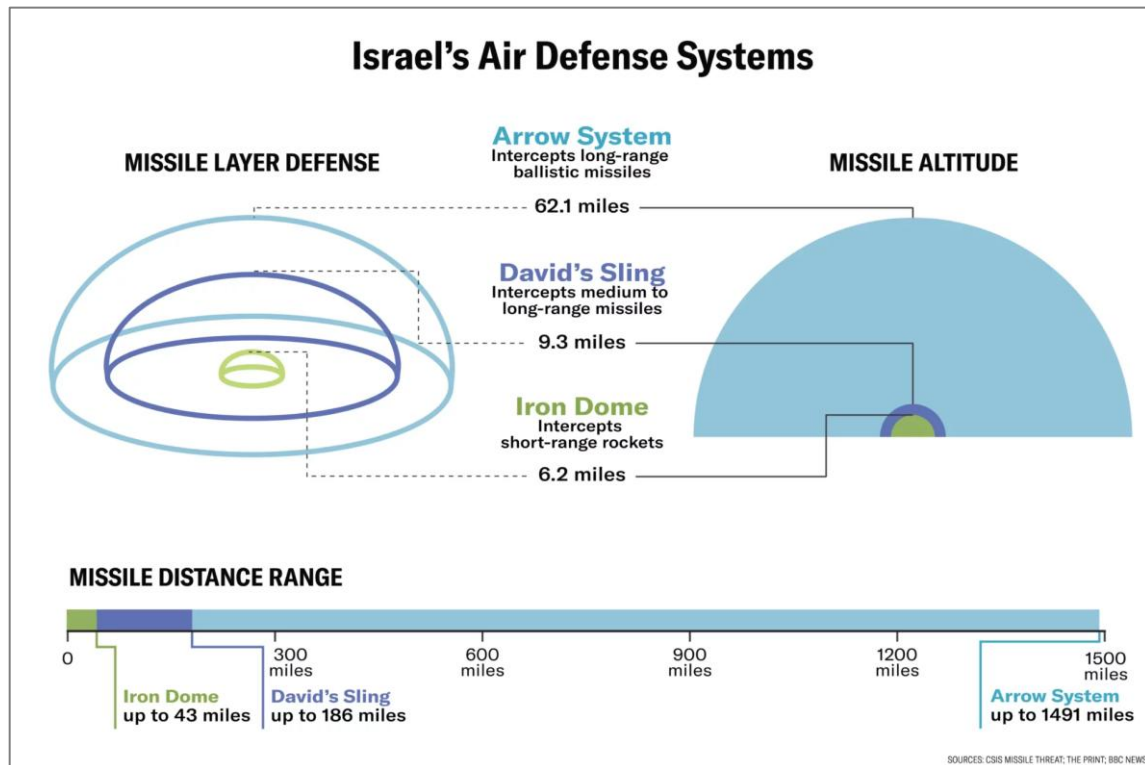 Israel's Air Defense Systems
MISSILE LAYER DEFENSE
Arrow System
Intercepts long-range
ballistic missiles
62.1 miles
MISSILE ALTITUDE
David's Sling
Intercepts medium to
long-range missiles
9.3 miles
Iron Dome
Intercepts
short-range rockets
6.2 miles
MISSILE DISTANCE RANGE
0
300
miles
600
miles
900
miles
1200
miles
1500
miles
Iron Dome
up to 43 miles
David's Sling
up to 186 miles
Arrow System
up to 1491 miles
SOURCES: CSIS MISSILE THREAT; THE PRINT; BBC NEWS